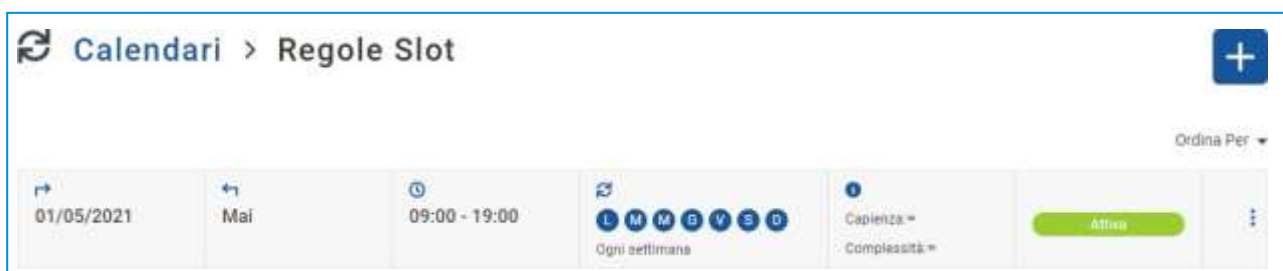 Calendari > Regole Slot
Ordina Per
01/05/2021
Mai
09:00 - 19:00
L M M G V S D
Ogni settimana
Capienza:∞
Complessità:∞
Attiva